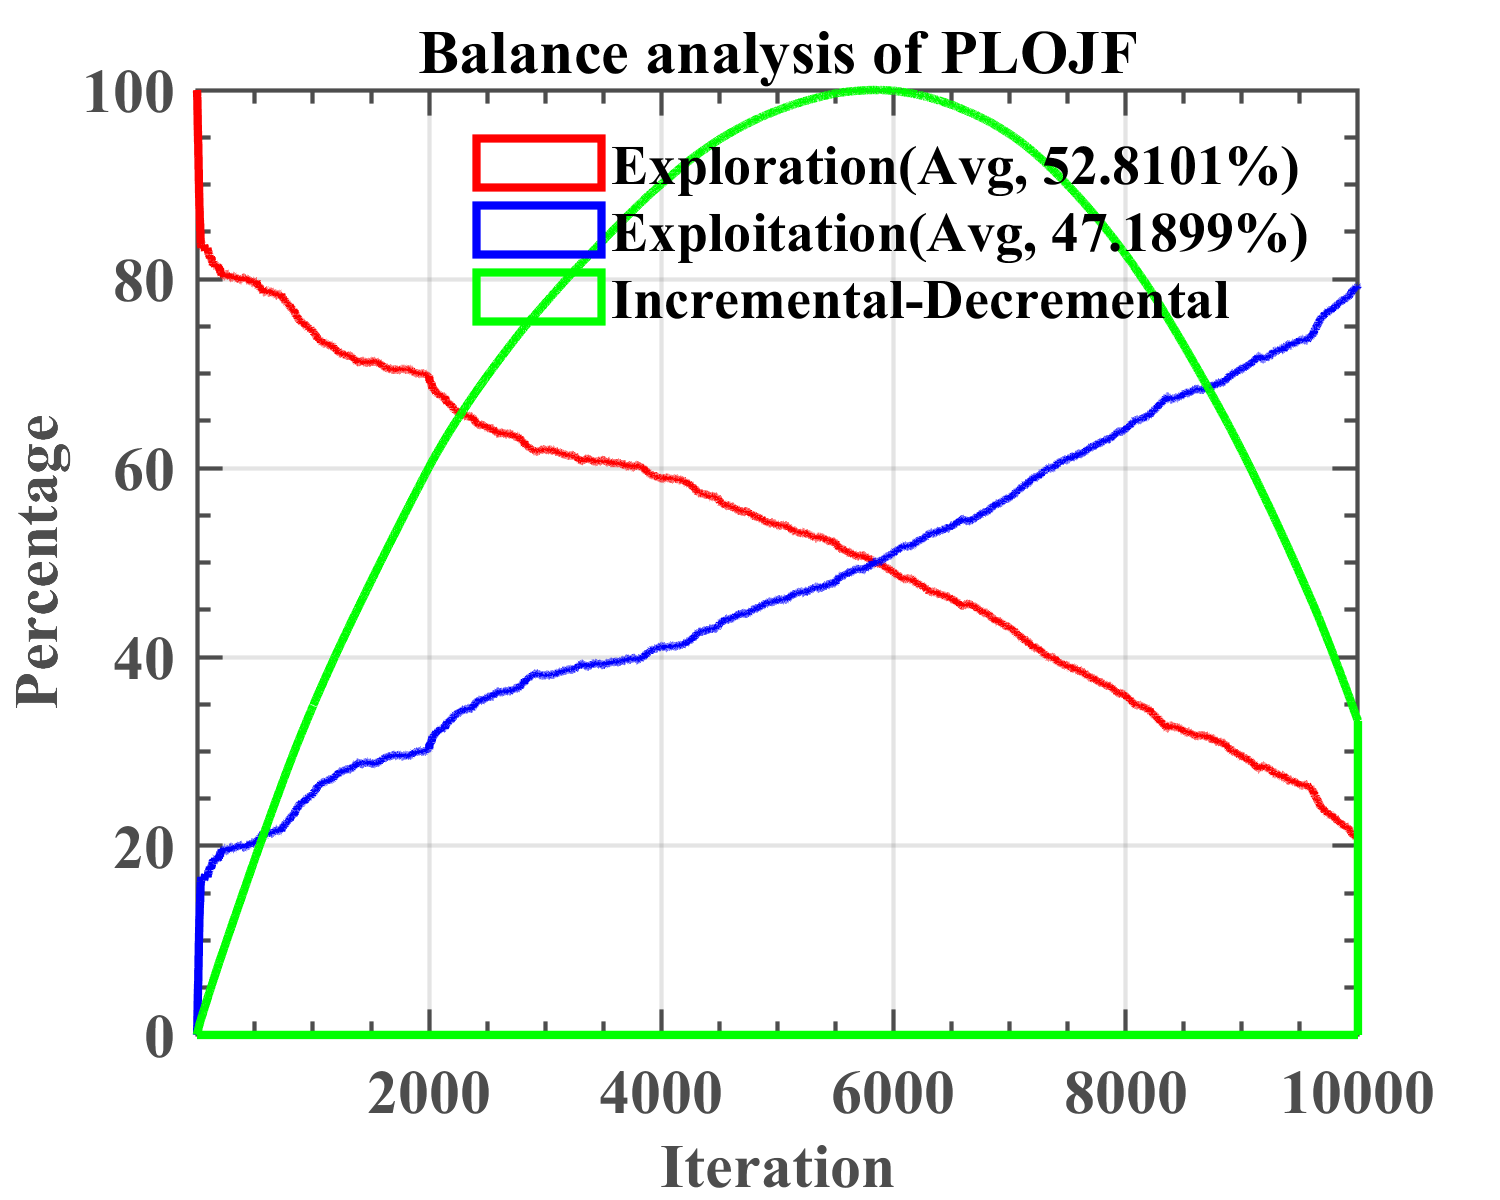 Balance analysis of PLOJF
Exploration(Avg, 52.8101%)
Exploitation(Avg, 47.1899%)
Incremental-Decremental
Percentage
100
80
60
40
20
0
2000 4000 6000 8000 10000
Iteration